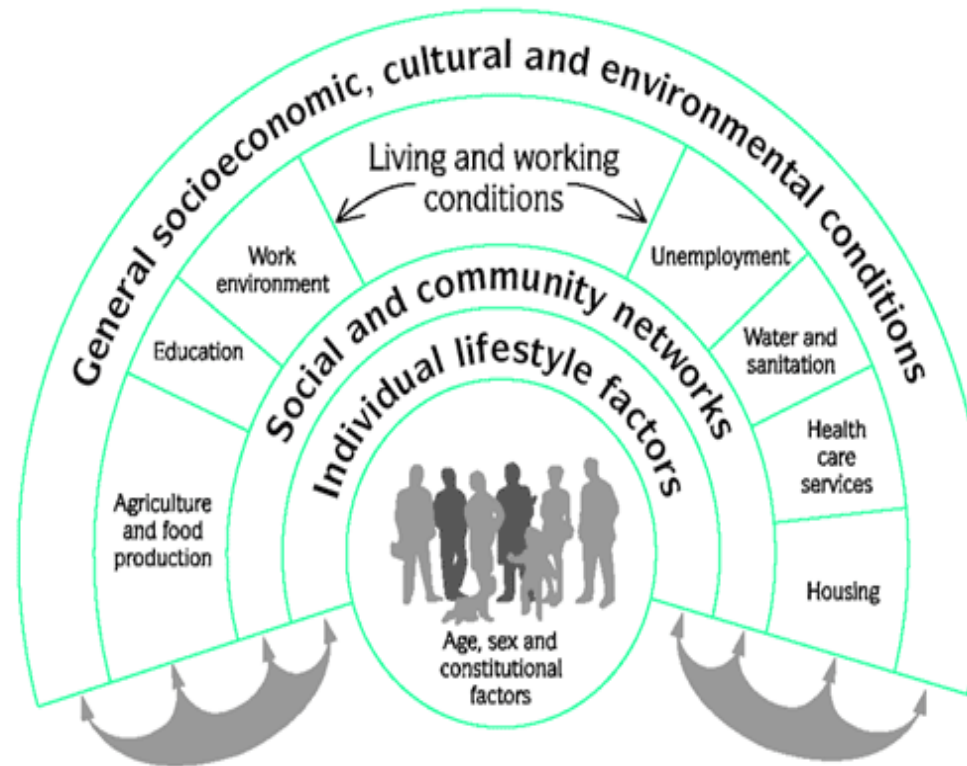 General socioeconomic, cultural and environmental conditions
Living and working
conditions
Work
environment
Unemployment
Education
Water and
sanitation
Agriculture
and food
production
Health
care
services
Housing
Social and community networks
Individual lifestyle factors
Age, sex and
constitutional
factors